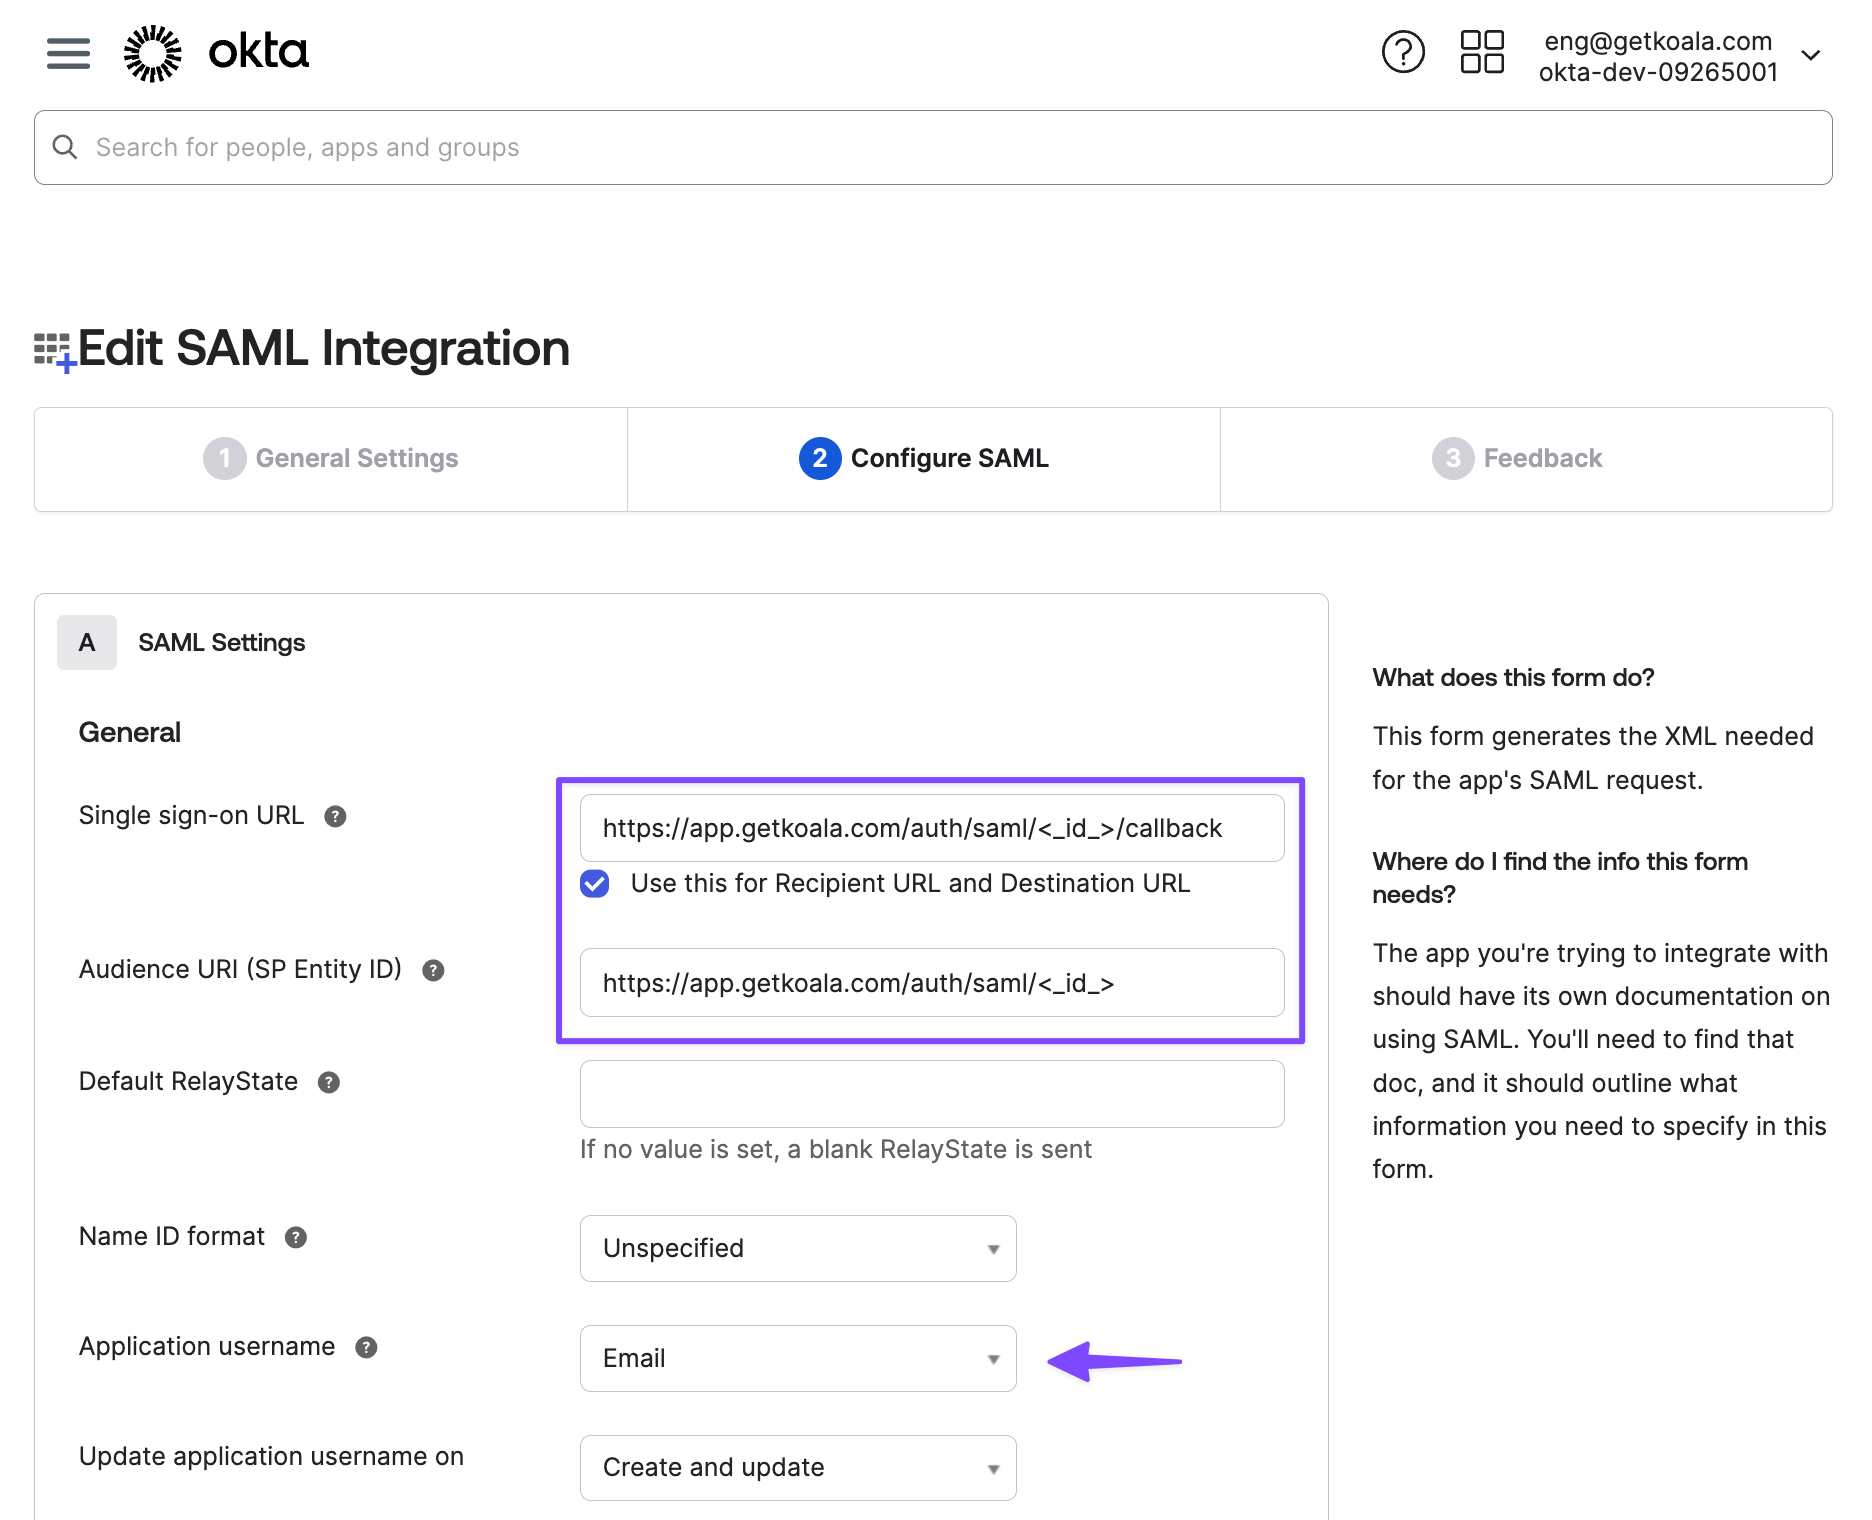 okta
eng@getkoala.com
okta-dev-09265001
Search for people, apps and groups
Edit SAML Integration
1 General Settings
2 Configure SAML
3 Feedback
A SAML Settings
General
Single sign-on URL ?
https://app.getkoala.com/auth/saml/<_id_>/callback
Use this for Recipient URL and Destination URL
Audience URI (SP Entity ID) ?
https://app.getkoala.com/auth/saml/<_id_>
Default RelayState ?
If no value is set, a blank RelayState is sent
Name ID format ?
Unspecified
Application username ?
Email
Update application username on
Create and update
What does this form do?
This form generates the XML needed
for the app's SAML request.
Where do I find the info this form
needs?
The app you're trying to integrate with
should have its own documentation on
using SAML. You'll need to find that
doc, and it should outline what
information you need to specify in this
form.